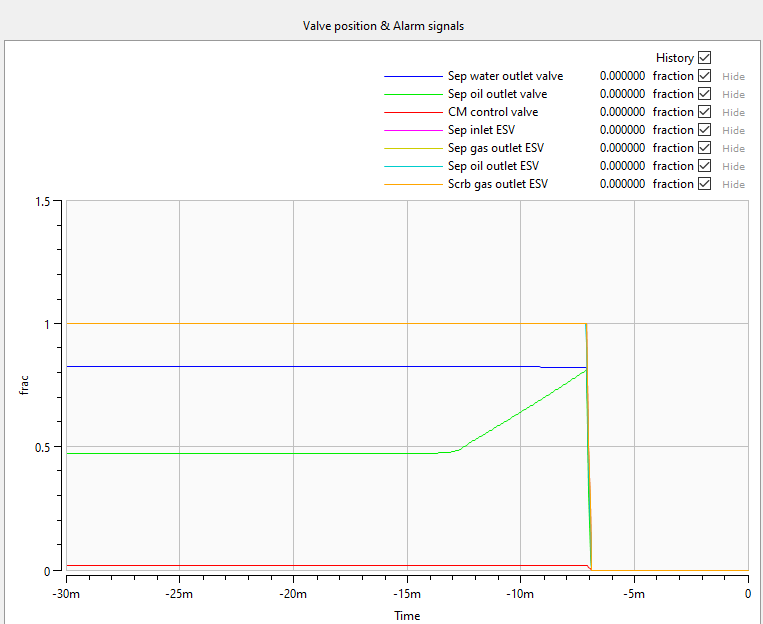 Valve position & Alarm signals
History
Sep water outlet valve 0.000000 fraction Hide
Sep oil outlet valve 0.000000 fraction Hide
CM control valve 0.000000 fraction Hide
Sep inlet ESV 0.000000 fraction Hide
Sep gas outlet ESV 0.000000 fraction Hide
Sep oil outlet ESV 0.000000 fraction Hide
Scrb gas outlet ESV 0.000000 fraction Hide
1.5
1
frac
0.5
0
-30m -25m -20m -15m -10m -5m 0
Time